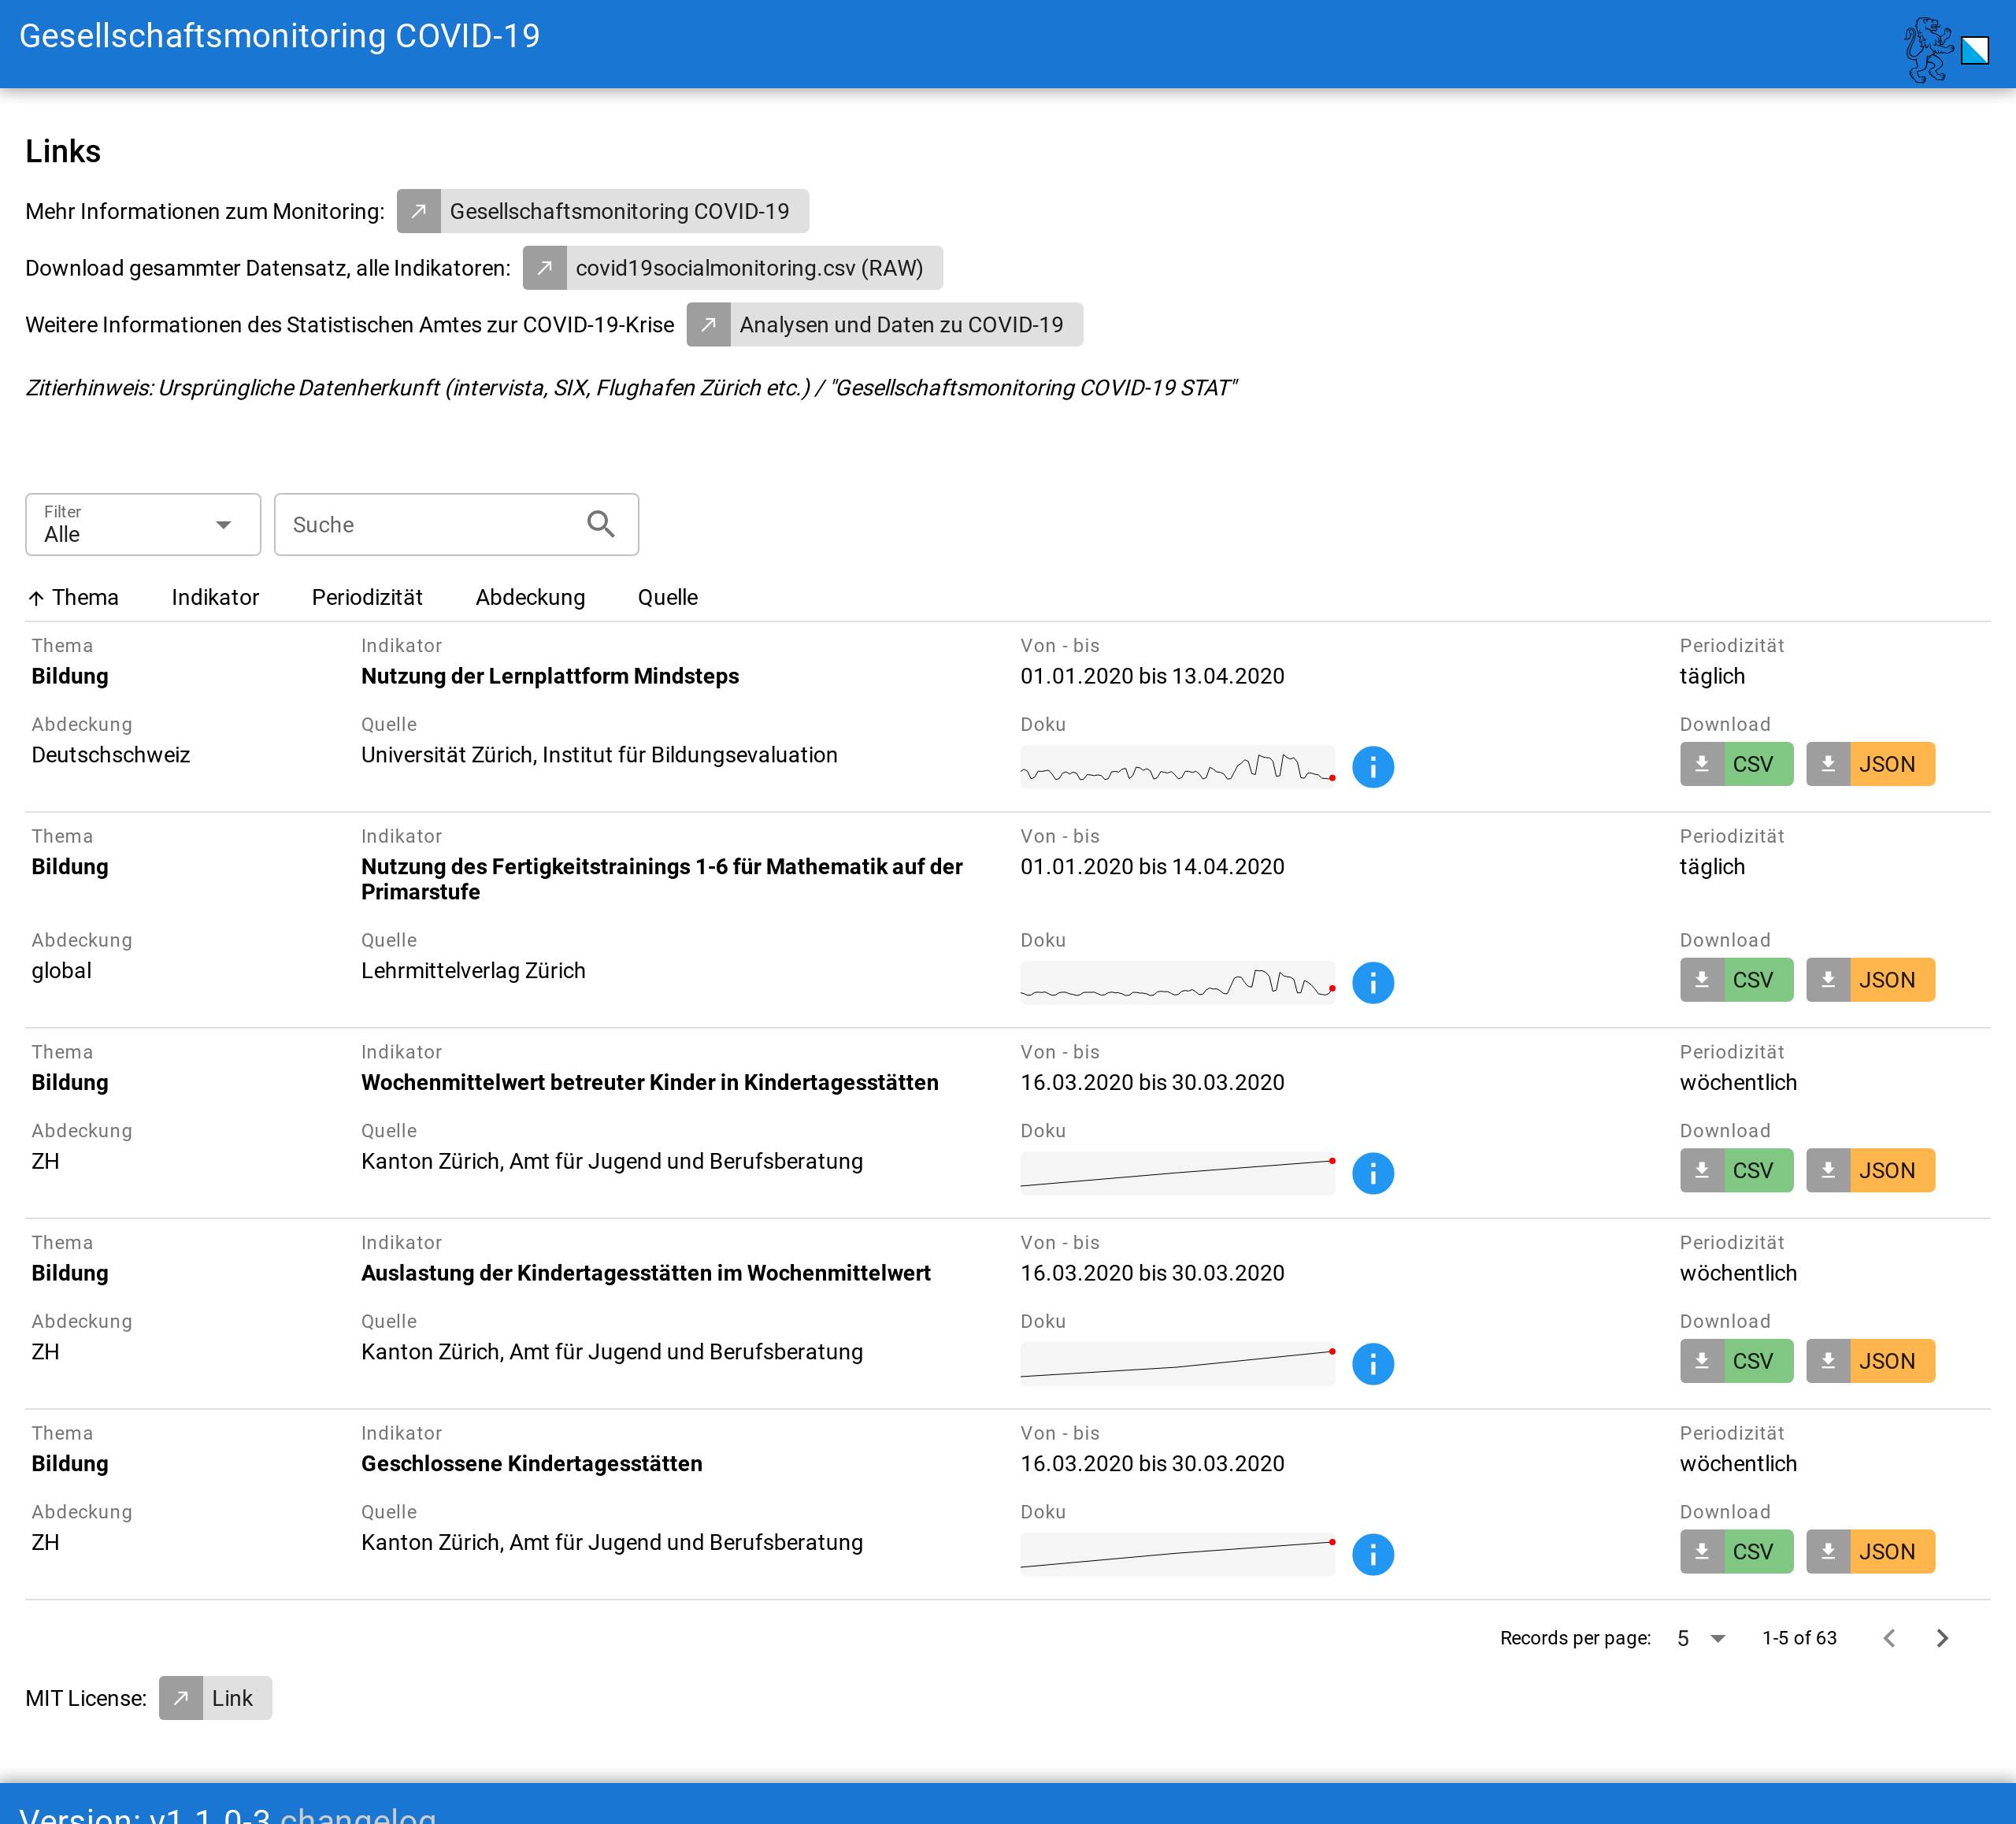 Gesellschaftsmonitoring COVID-19
Links
Mehr Informationen zum Monitoring: Gesellschaftsmonitoring COVID-19
Download gesammter Datensatz, alle Indikatoren: covid19socialmonitoring.csv (RAW)
Weitere Informationen des Statistischen Amtes zur COVID-19-Krise Analysen und Daten zu COVID-19
Zitierhinweis: Ursprüngliche Datenherkunft (intervista, SIX, Flughafen Zürich etc.) / "Gesellschaftsmonitoring COVID-19 STAT"
Filter
Alle
Suche
Thema Indikator Periodizität Abdeckung Quelle
Thema Indikator Von - bis Periodizität
Bildung Nutzung der Lernplattform Mindsteps 01.01.2020 bis 13.04.2020 täglich
Abdeckung Quelle Doku Download
Deutschschweiz Universität Zürich, Institut für Bildungsevaluation CSV JSON
Thema Indikator Von - bis Periodizität
Bildung Nutzung des Fertigkeitstrainings 1-6 für Mathematik auf der 01.01.2020 bis 14.04.2020 täglich
Primarstufe
Abdeckung Quelle Doku Download
global Lehrmittelverlag Zürich CSV JSON
Thema Indikator Von - bis Periodizität
Bildung Wochenmittelwert betreuter Kinder in Kindertagesstätten 16.03.2020 bis 30.03.2020 wöchentlich
Abdeckung Quelle Doku Download
ZH Kanton Zürich, Amt für Jugend und Berufsberatung CSV JSON
Thema Indikator Von - bis Periodizität
Bildung Auslastung der Kindertagesstätten im Wochenmittelwert 16.03.2020 bis 30.03.2020 wöchentlich
Abdeckung Quelle Doku Download
ZH Kanton Zürich, Amt für Jugend und Berufsberatung CSV JSON
Thema Indikator Von - bis Periodizität
Bildung Geschlossene Kindertagesstätten 16.03.2020 bis 30.03.2020 wöchentlich
Abdeckung Quelle Doku Download
ZH Kanton Zürich, Amt für Jugend und Berufsberatung CSV JSON
Records per page: 5 1-5 of 63
MIT License: Link
Version: v1.1.0-3 changelog